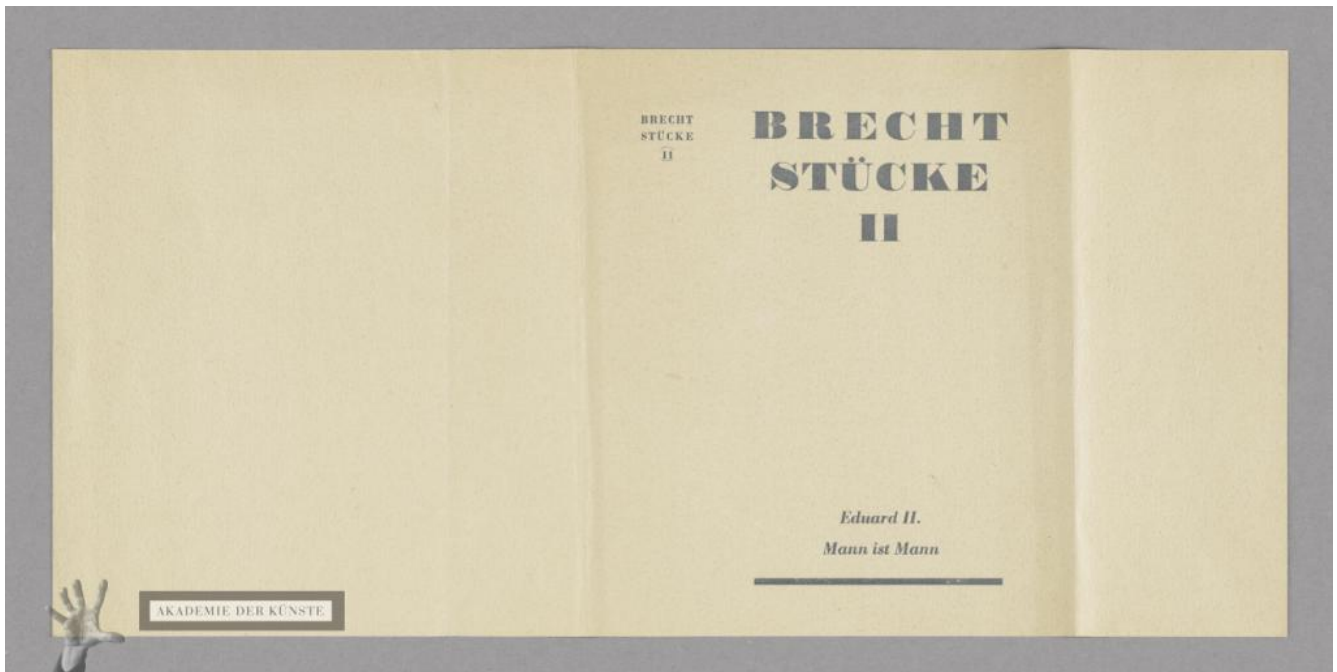 BRECHT
STÜCKE
II
BRECHT
STÜCKE
II
Eduard II.
Mann ist Mann
AKADEMIE DER KÜNSTE